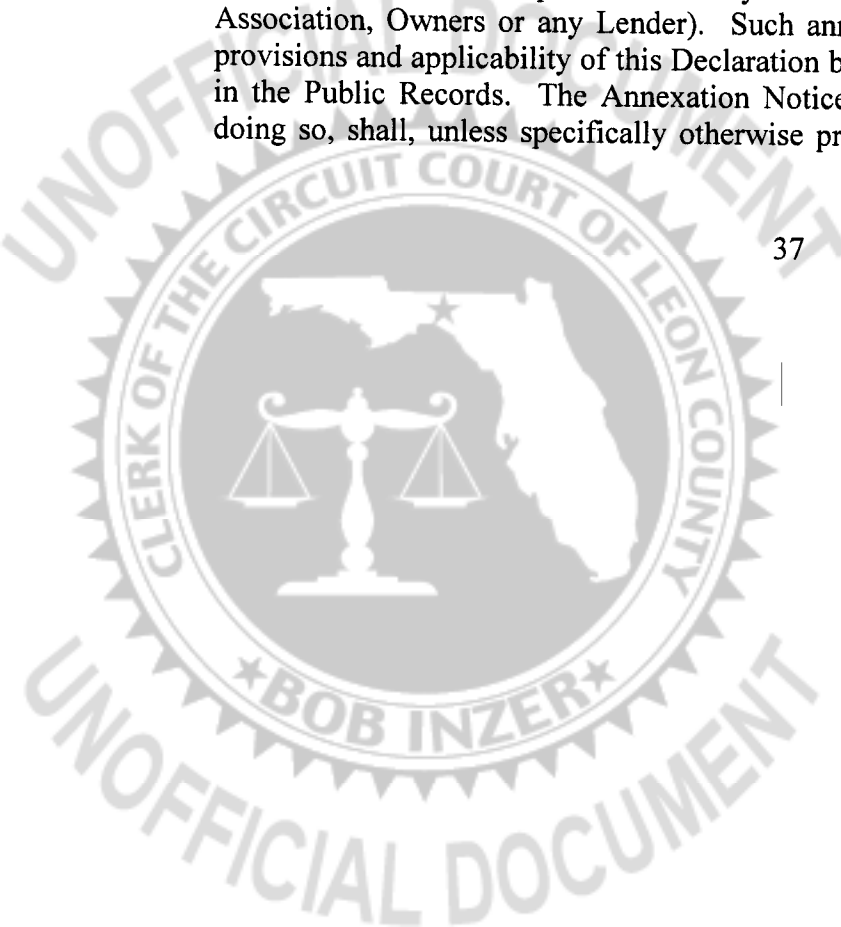 Association, Owners or any Lender). Such
provisions and applicability of this Declaration
in the Public Records. The Annexation Notice
doing so, shall, unless specifically otherwise
37
UNOFFICIAL DOCUMENT
CLERK OF THE CIRCUIT COURT OF LEON COUNTY
★BOB INZER★
UNOFFICIAL DOCUMENT